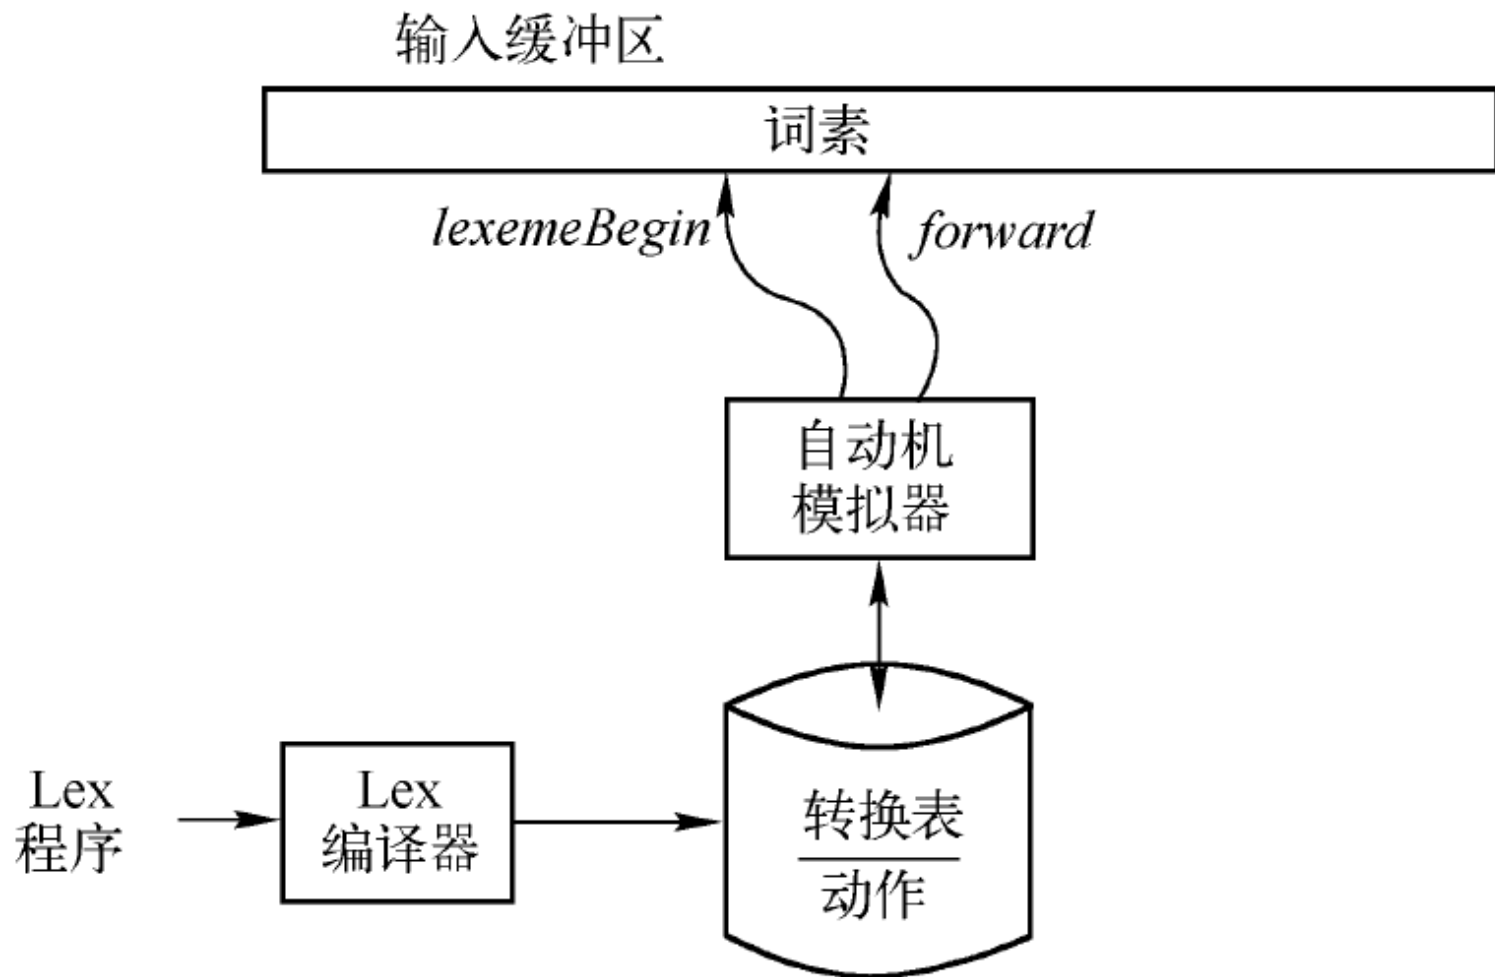 输入缓冲区
词素
lexemeBegin
forward
自动机
模拟器
Lex
程序
Lex
编译器
转换表
动作